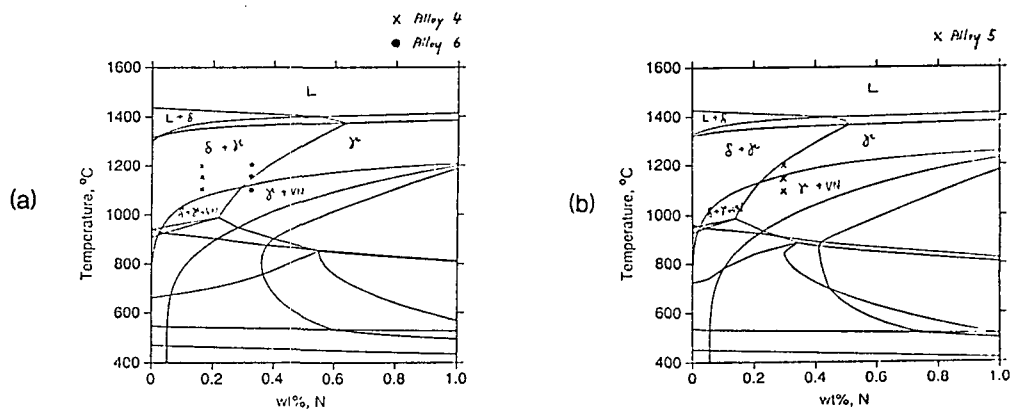 x Alloy 4
• Alloy 6
x Alloy 5
(a)
1600
1400
1200
1000
800
600
400
Temperature, °C
L
L + δ
δ + γ
γ
γ + VN
0
0.2
0.4
0.6
0.8
1.0
wt%, N
(b)
1600
1400
1200
1000
800
600
400
Temperature, °C
L
δ + γ
γ
γ + VN
0
0.2
0.4
0.6
0.8
1.0
wt%, N